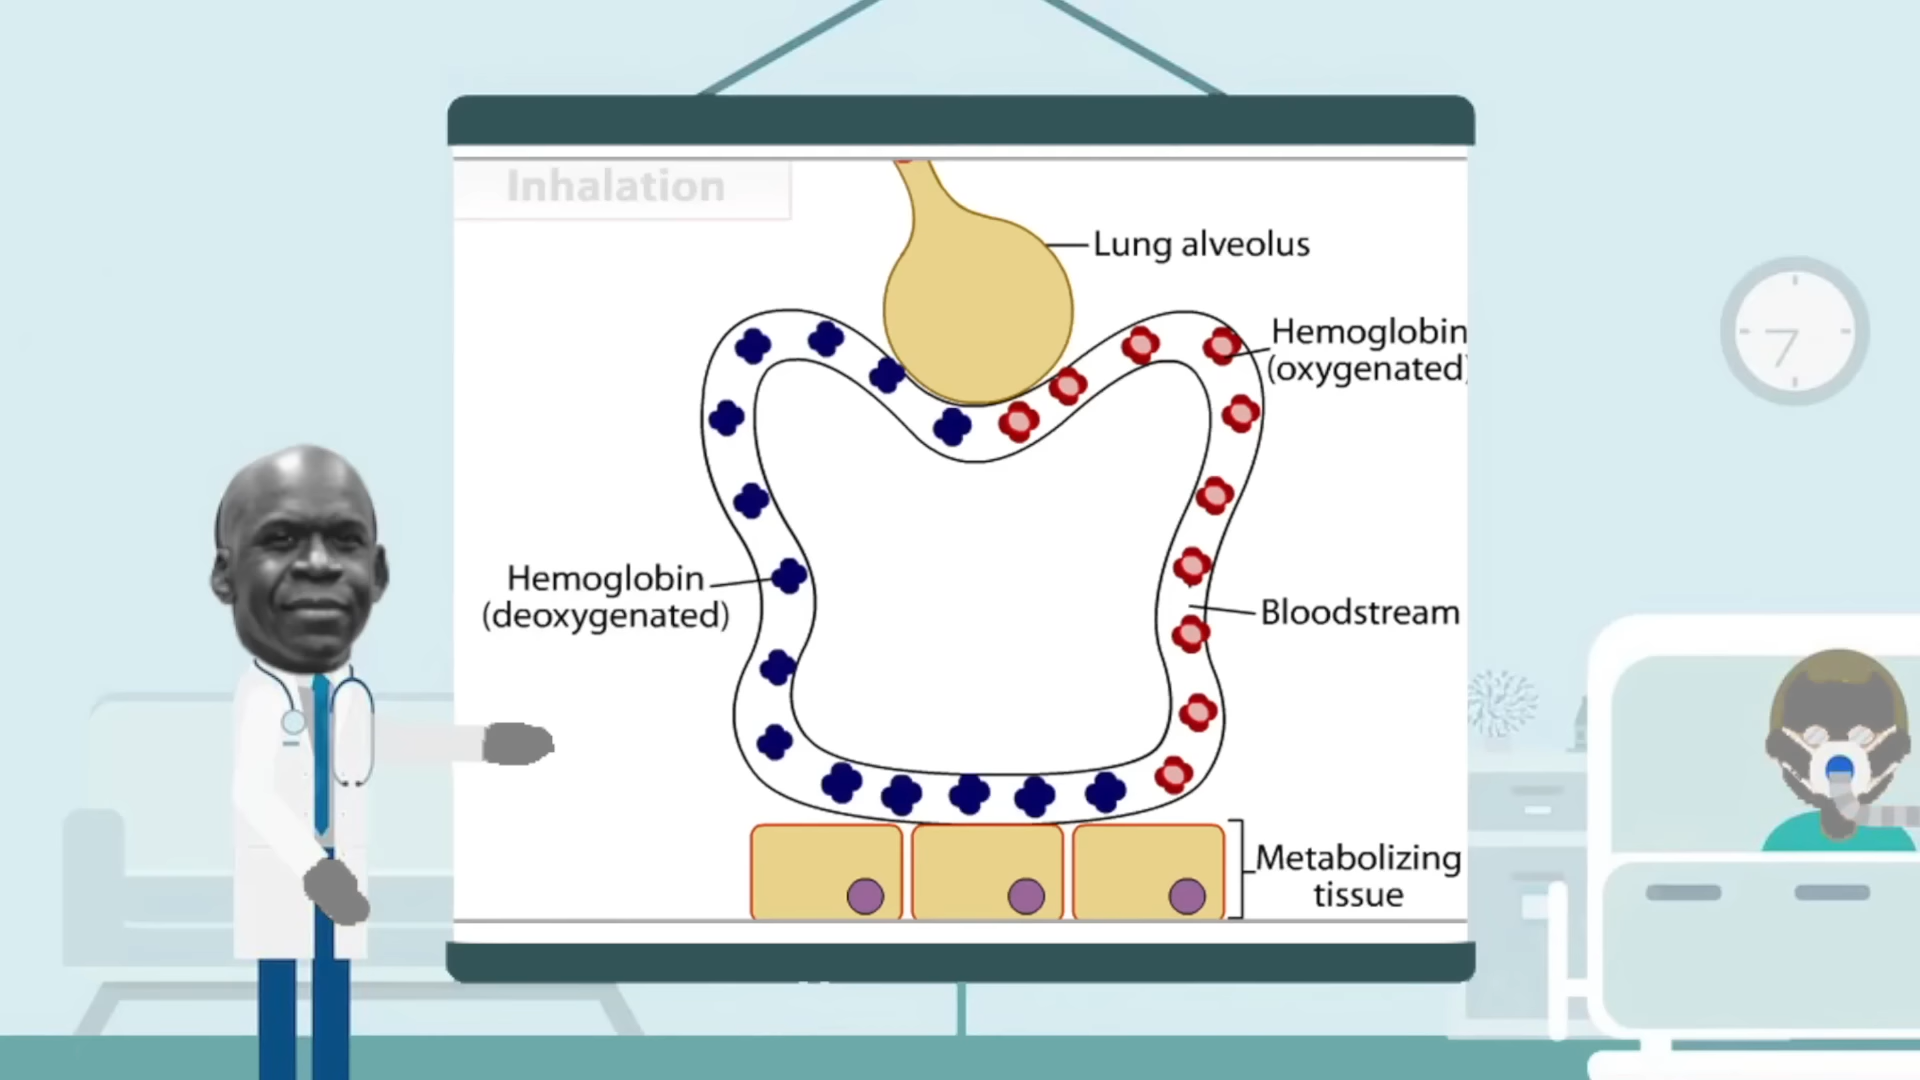 Inhalation
Lung alveolus
Hemoglobin
(oxygenated)
Hemoglobin
(deoxygenated)
Bloodstream
Metabolizing
tissue